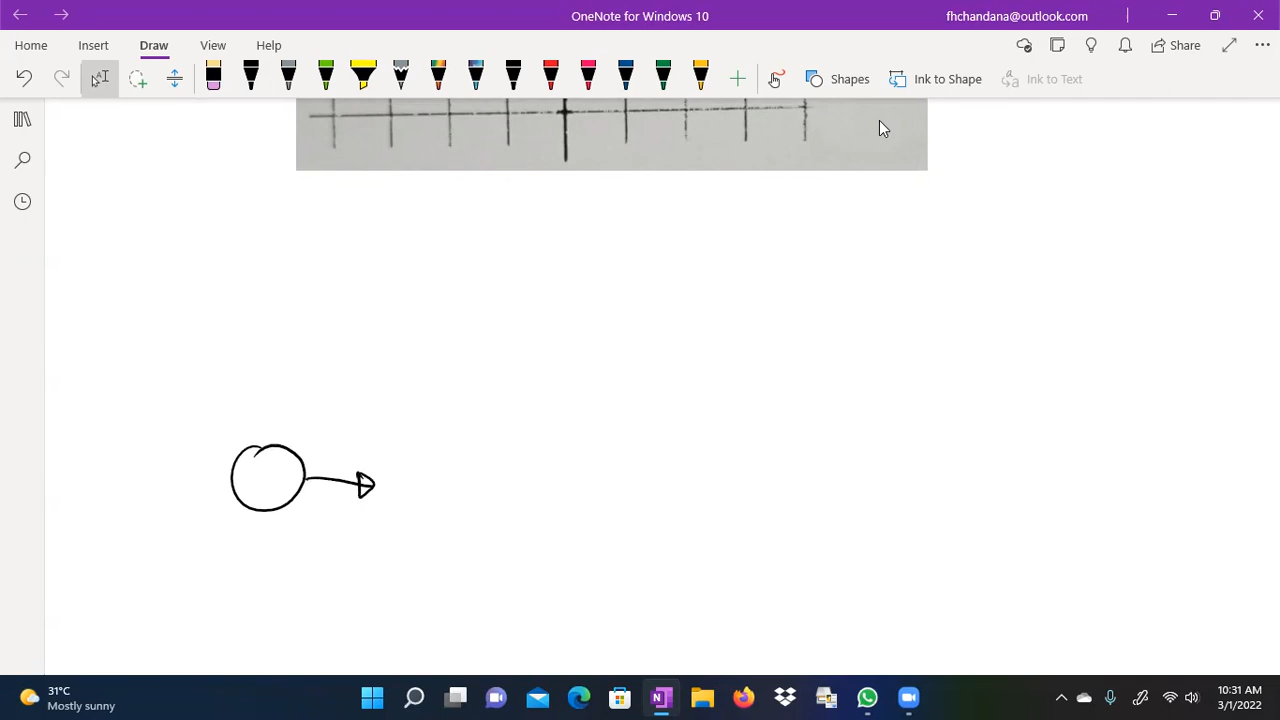 OneNote for Windows 10
fhchandana@outlook.com
Home
Insert
Draw
View
Help
Share
Shapes
Ink to Shape
Ink to Text
31°C
Mostly sunny
10:31 AM
3/1/2022